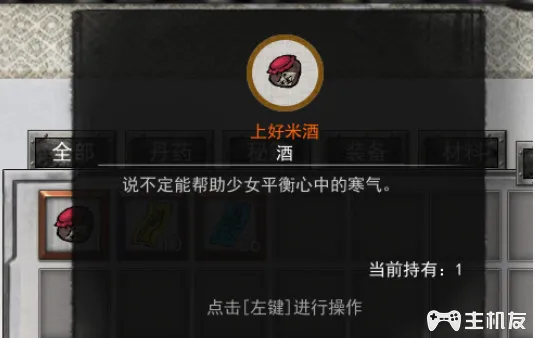 上好米酒
全部 丹药 秘 装备 材料
酒
说不定能帮助少女平衡心中的寒气。
当前持有：1
点击[左键]进行操作
主机友